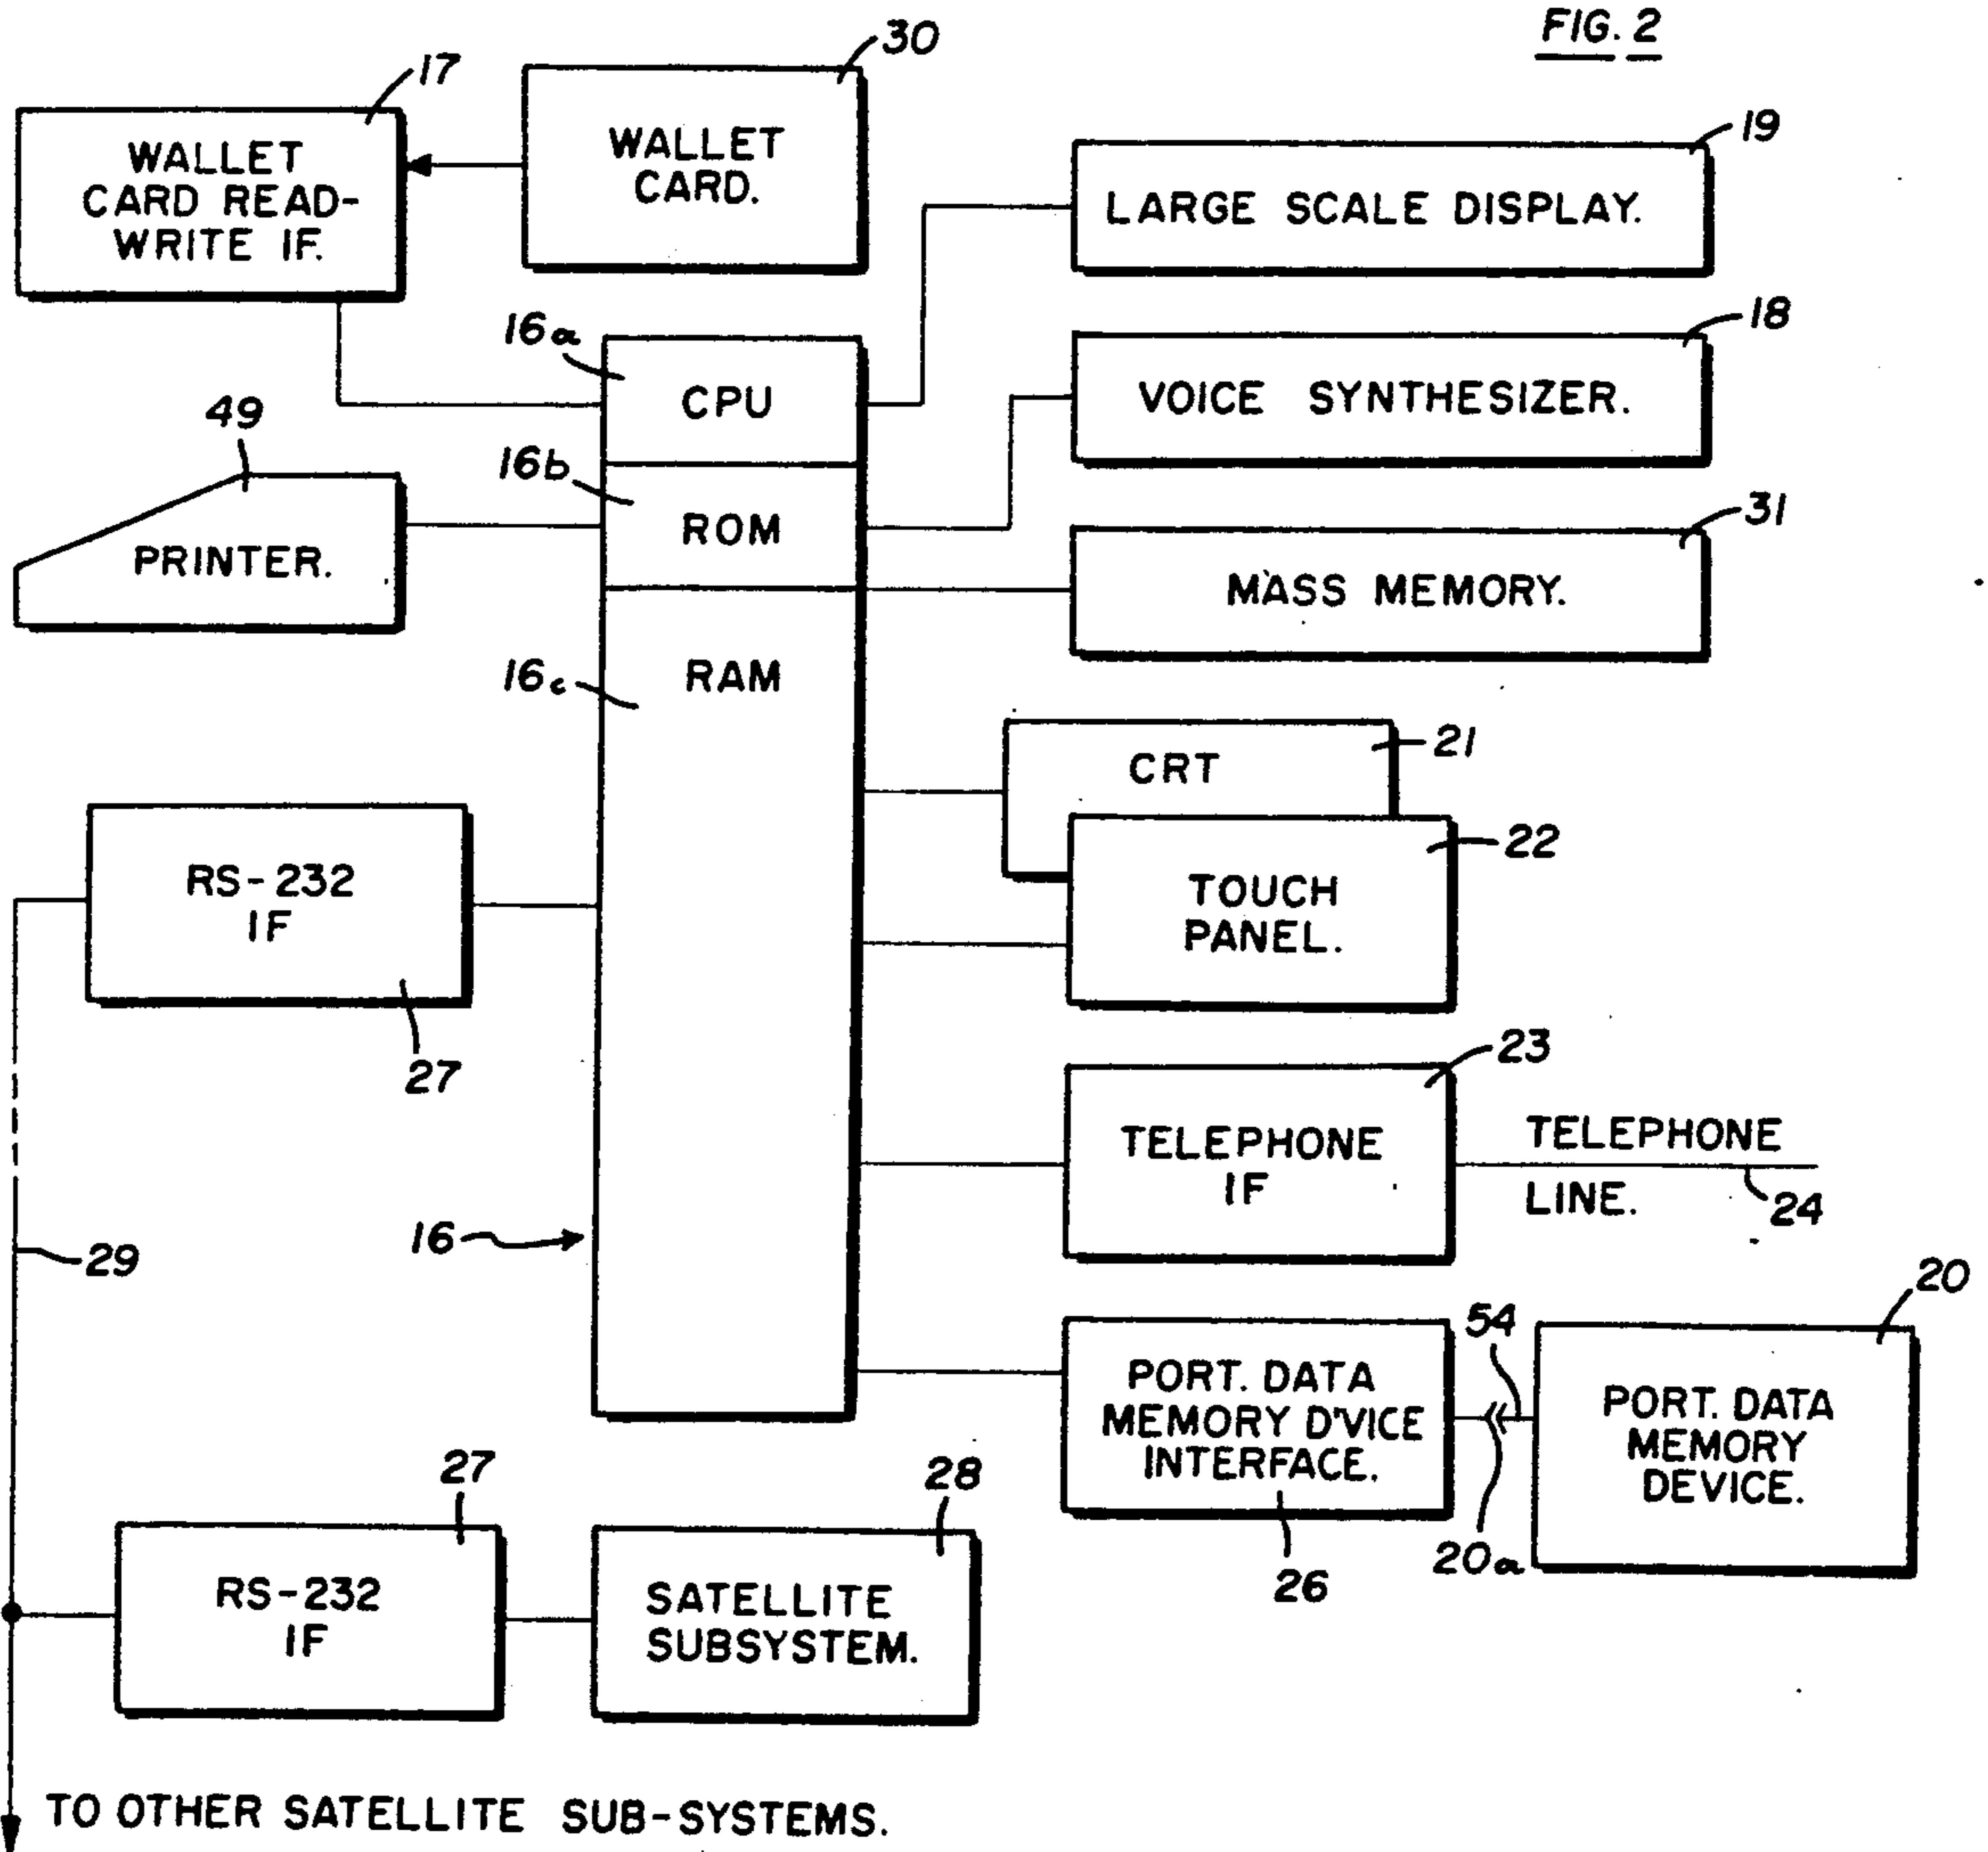 FIG. 2
17
30
WALLET
CARD READ-
WRITE IF.
WALLET
CARD.
19
LARGE SCALE DISPLAY.
16a
CPU
18
VOICE SYNTHESIZER.
49
PRINTER.
16b
ROM
31
MASS MEMORY.
16c
RAM
21
CRT
22
TOUCH
PANEL.
RS-232
IF
27
23
TELEPHONE
IF
TELEPHONE
LINE.
24
16
29
20
54
PORT. DATA
MEMORY D'VICE
INTERFACE.
26
20a
PORT. DATA
MEMORY
DEVICE.
27
RS-232
IF
28
SATELLITE
SUBSYSTEM.
TO OTHER SATELLITE SUB-SYSTEMS.